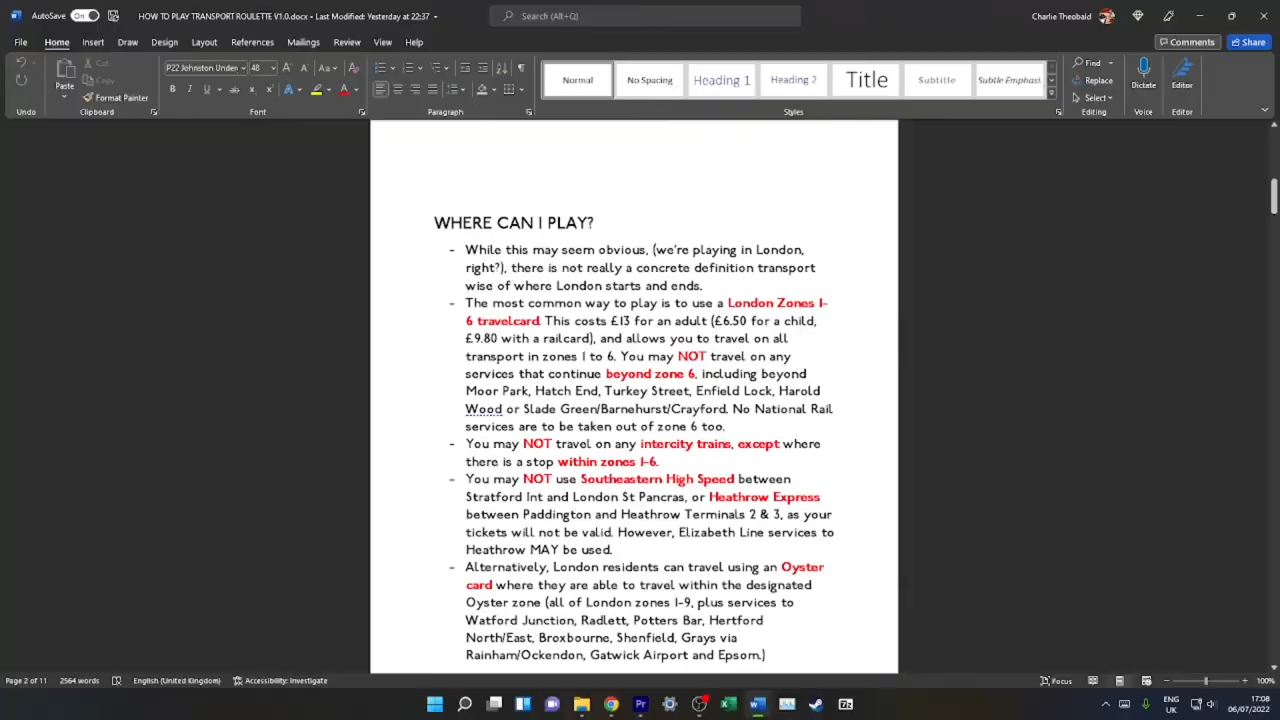 AutoSave On HOW TO PLAY TRANSPORT ROULETTE V1.0.docx • Last Modified: Yesterday at 22:37 Search (Alt+Q) Charlie Theobald
File Home Insert Draw Design Layout References Mailings Review View Help Comments Share
Paste Cut Copy Format Painter P22 Johnston Under 48 Normal No Spacing Heading 1 Heading 2 Title Subtitle Subtle Emphasi Find Replace Select Dictate Editor
Undo Clipboard Font Paragraph Styles Editing Voice Editor
WHERE CAN I PLAY?
- While this may seem obvious, (we're playing in London,
right?), there is not really a concrete definition transport
wise of where London starts and ends.
- The most common way to play is to use a London Zones 1-
6 travelcard. This costs £13 for an adult (£6.50 for a child,
£9.80 with a railcard), and allows you to travel on all
transport in zones 1 to 6. You may NOT travel on any
services that continue beyond zone 6, including beyond
Moor Park, Hatch End, Turkey Street, Enfield Lock, Harold
Wood or Slade Green/Barnehurst/Crayford. No National Rail
services are to be taken out of zone 6 too.
- You may NOT travel on any intercity trains, except where
there is a stop within zones 1-6.
- You may NOT use Southeastern High Speed between
Stratford Int and London St Pancras, or Heathrow Express
between Paddington and Heathrow Terminals 2 & 3, as your
tickets will not be valid. However, Elizabeth Line services to
Heathrow MAY be used.
- Alternatively, London residents can travel using an Oyster
card where they are able to travel within the designated
Oyster zone (all of London zones 1-9, plus services to
Watford Junction, Radlett, Potters Bar, Hertford
North/East, Broxbourne, Shenfield, Grays via
Rainham/Ockendon, Gatwick Airport and Epsom.)
Page 2 of 11 2564 words English (United Kingdom) Accessibility: Investigate Focus 100%
ENG 17:08
UK 06/07/2022